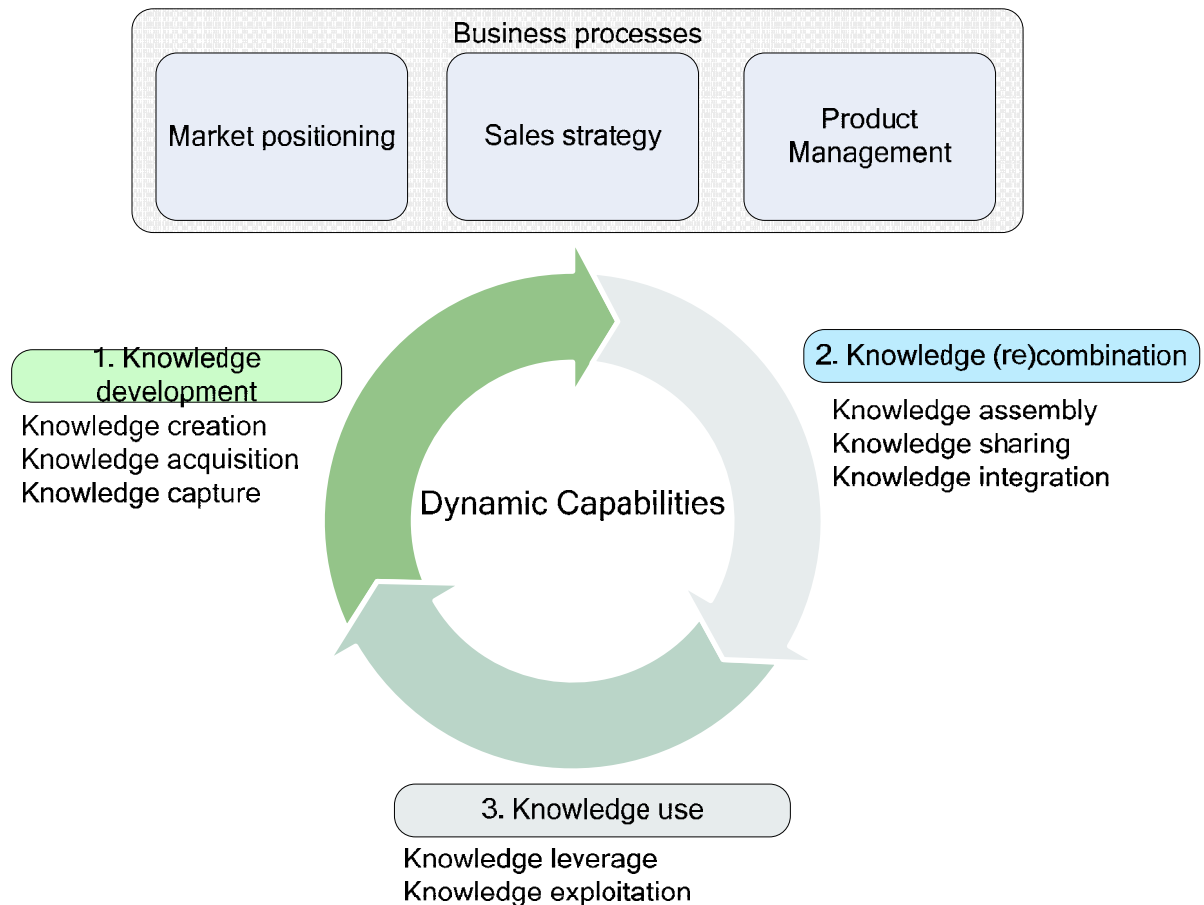 Business processes
Market positioning
Sales strategy
Product
Management
1. Knowledge
development
Knowledge creation
Knowledge acquisition
Knowledge capture
2. Knowledge (re)combination
Knowledge assembly
Knowledge sharing
Knowledge integration
Dynamic Capabilities
3. Knowledge use
Knowledge leverage
Knowledge exploitation